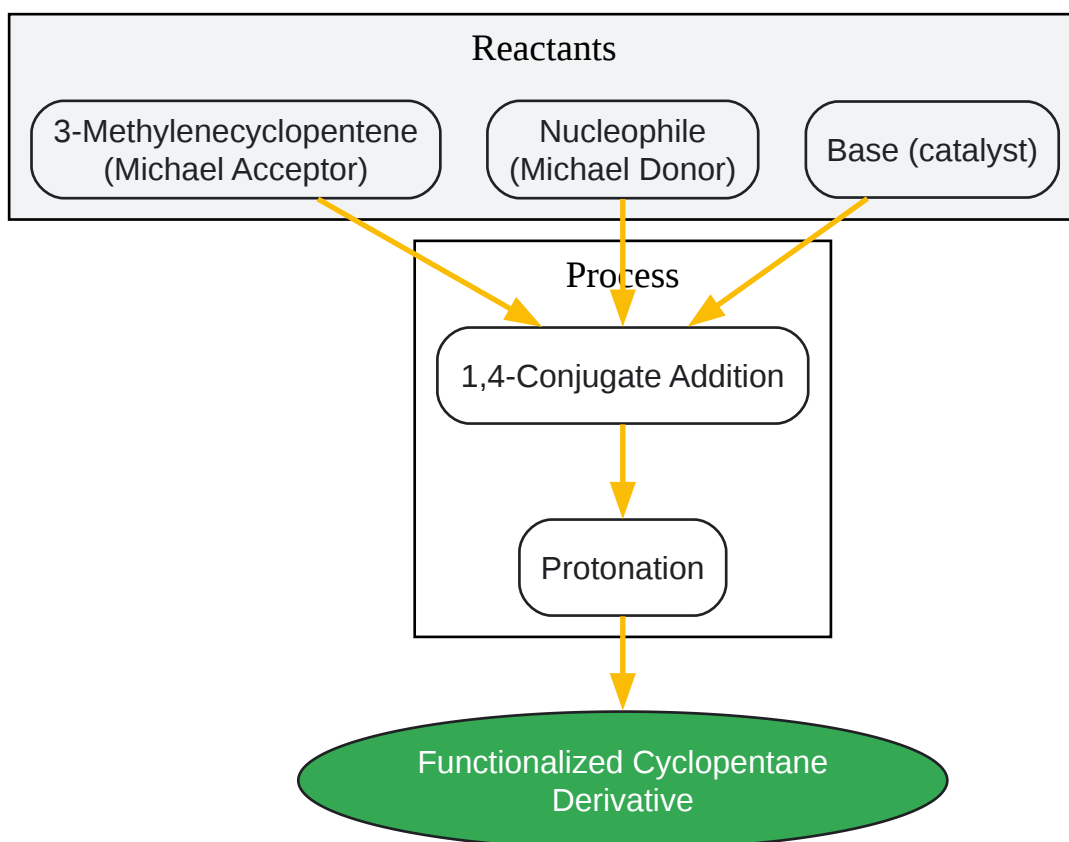 Reactants
3-Methylenecyclopentene
(Michael Acceptor)
Nucleophile
(Michael Donor)
Base (catalyst)
Process
1,4-Conjugate Addition
Protonation
Functionalized Cyclopentane
Derivative